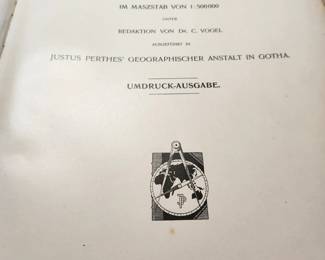 IM MASZSTAB VON 1:500000
UNTER
REDAKTION VON DR. C. VOGEL
AUSGEFÜHRT IN
JUSTUS PERTHES' GEOGRAPHISCHER ANSTALT IN GOTHA.
UMDRUCK-AUSGABE.
JP